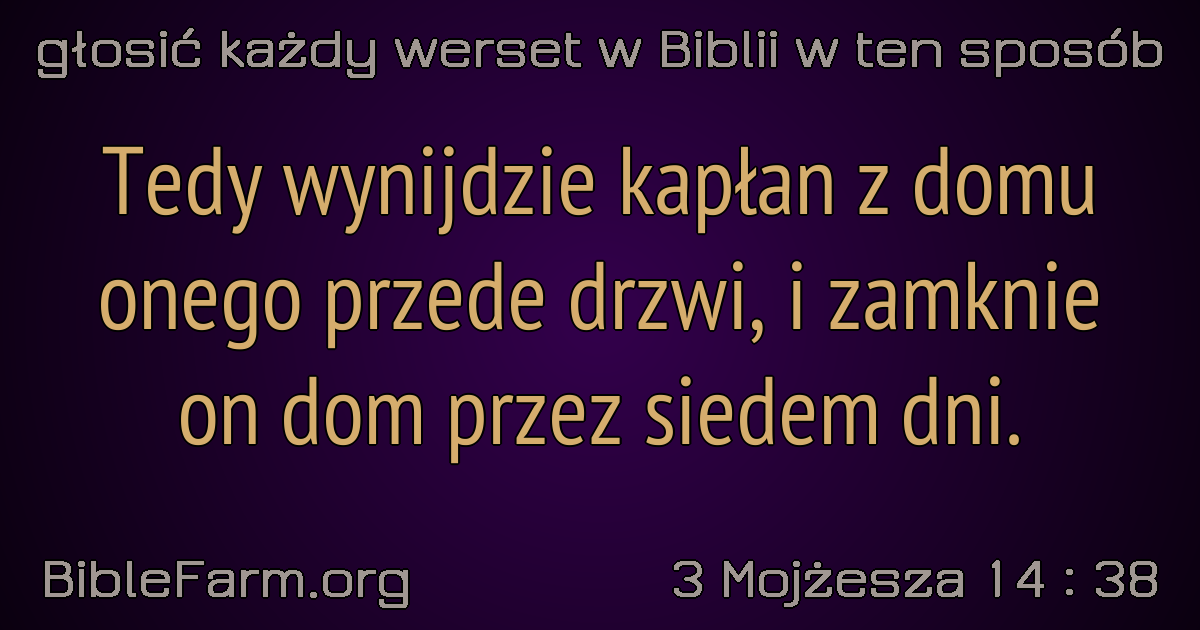 głosić każdy werset w Biblii w ten sposób
Tedy wynijdzie kapłan z domu
onego przede drzwi, i zamknie
on dom przez siedem dni.
BibleFarm.org
3 Mojżesza 14 : 38